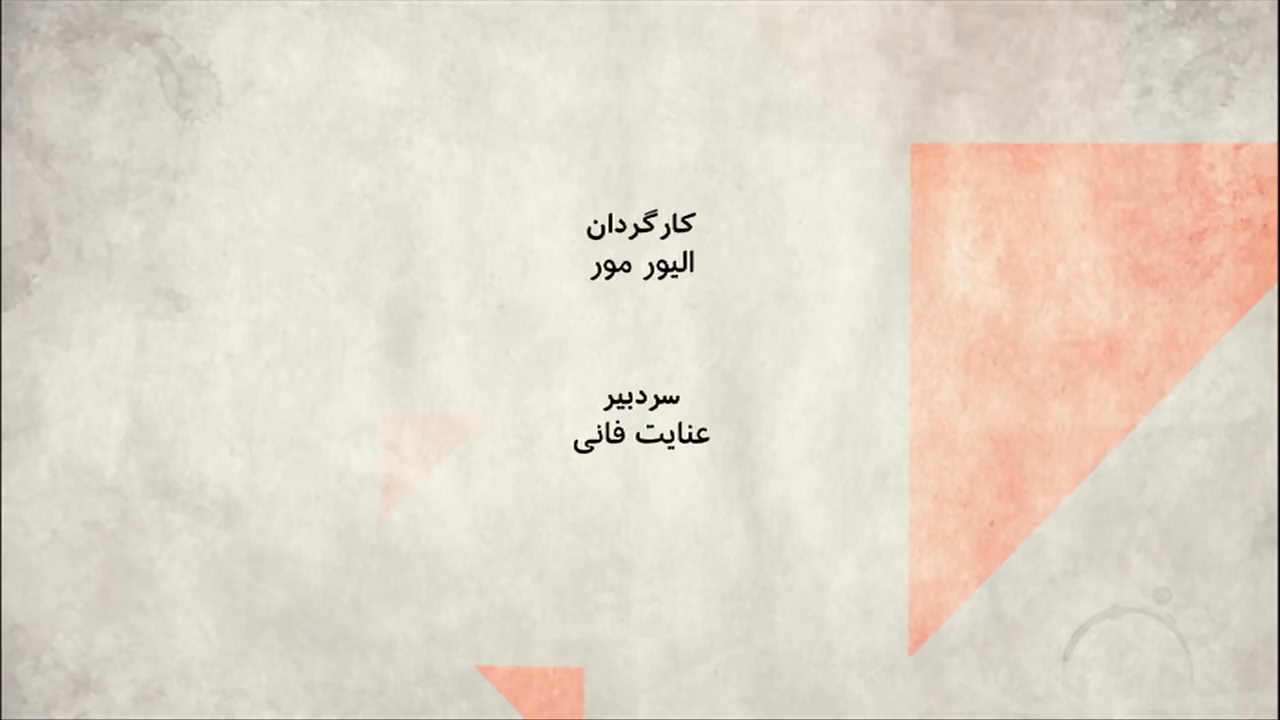 کارگردان
الیور مور
سردبیر
عنایت فانی